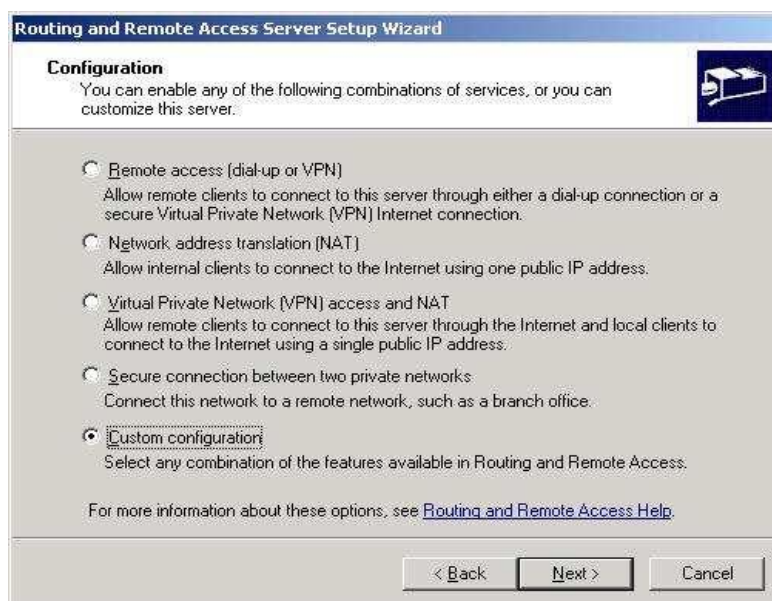 Routing and Remote Access Server Setup Wizard
Configuration
You can enable any of the following combinations of services, or you can
customize this server.
Remote access (dial-up or VPN)
Allow remote clients to connect to this server through either a dial-up connection or a
secure Virtual Private Network (VPN) Internet connection.
Network address translation (NAT)
Allow internal clients to connect to the Internet using one public IP address.
Virtual Private Network (VPN) access and NAT
Allow remote clients to connect to this server through the Internet and local clients to
connect to the Internet using a single public IP address.
Secure connection between two private networks
Connect this network to a remote network, such as a branch office.
Custom configuration
Select any combination of the features available in Routing and Remote Access.
For more information about these options, see Routing and Remote Access Help.
< Back Next > Cancel